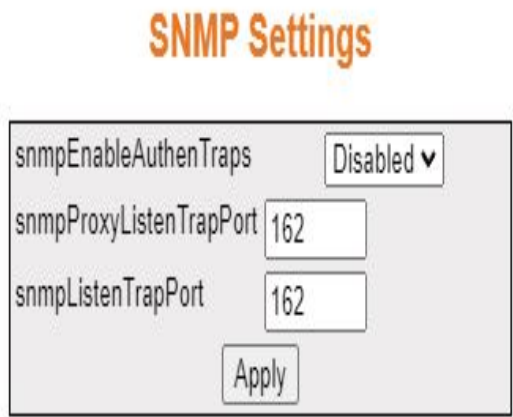 SNMP Settings
snmpEnableAuthenTraps Disabled
snmpProxyListenTrapPort 162
snmpListenTrapPort 162
Apply